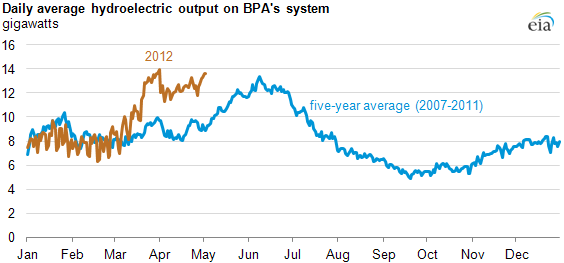 Daily average hydroelectric output on BPA's system
gigawatts
eia
16
14
12
10
8
6
4
2
0
2012
five-year average (2007-2011)
Jan Feb Mar Apr May Jun Jul Aug Sep Oct Nov Dec